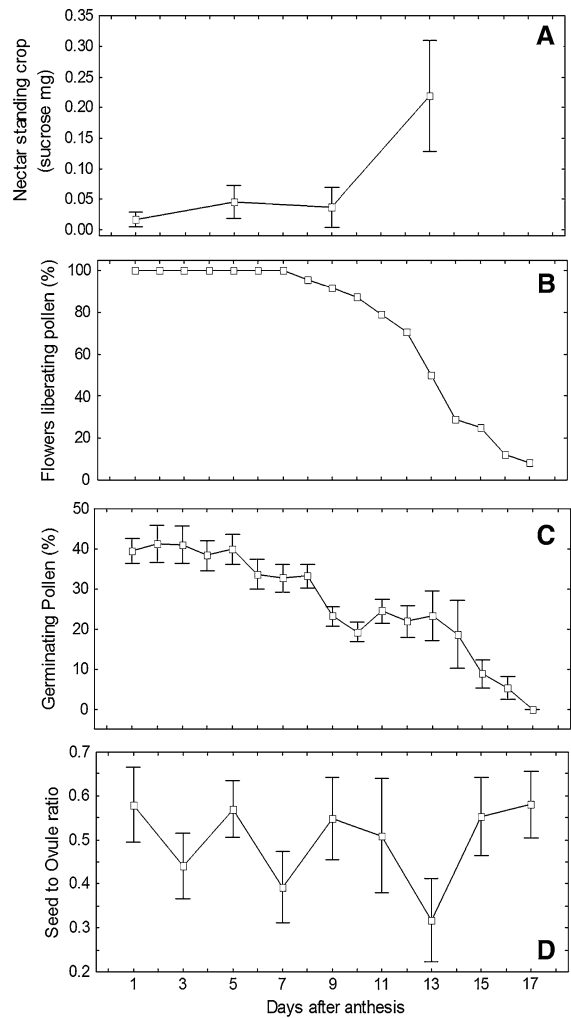 A
Nectar standing crop
(sucrose mg)
0.35
0.30
0.25
0.20
0.15
0.10
0.05
0.00
B
Flowers liberating pollen (%)
100
80
60
40
20
0
C
Germinating Pollen (%)
50
40
30
20
10
0
D
Seed to Ovule ratio
0.7
0.6
0.5
0.4
0.3
0.2
1 3 5 7 9 11 13 15 17
Days after anthesis